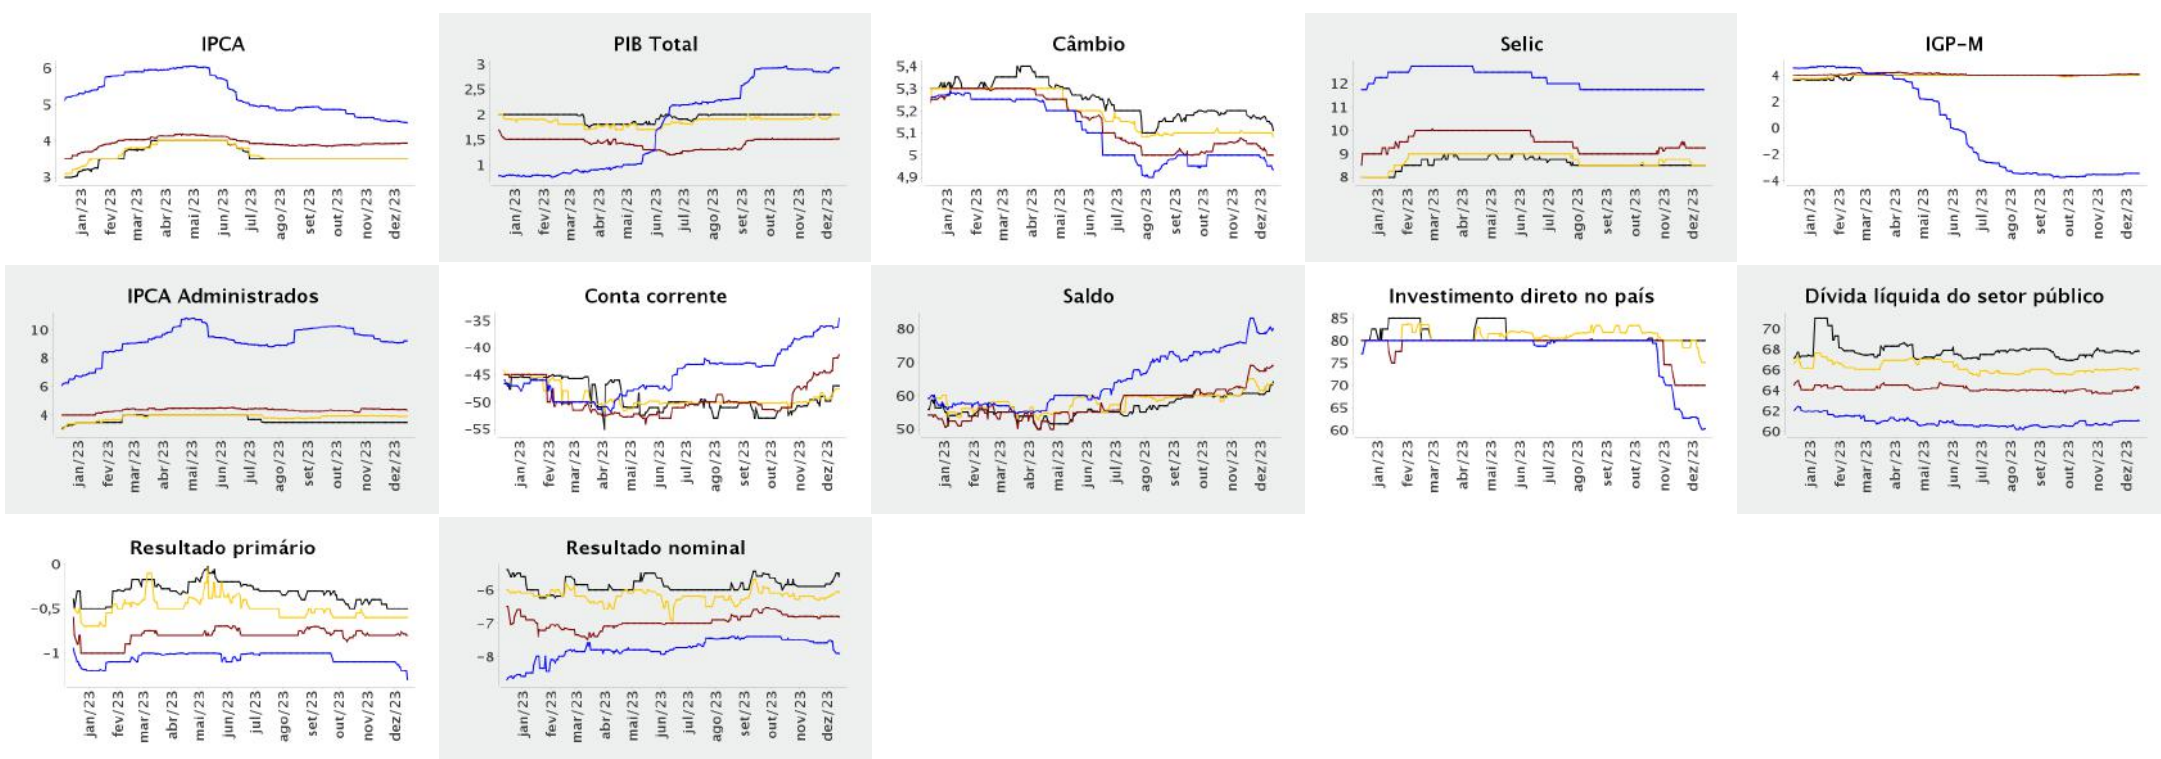 IPCA
6
5
4
3
jan/23 fev/23 mar/23 abr/23 mai/23 jun/23 jul/23 ago/23 set/23 out/23 nov/23 dez/23
PIB Total
3
2,5
2
1,5
1
jan/23 fev/23 mar/23 abr/23 mai/23 jun/23 jul/23 ago/23 set/23 out/23 nov/23 dez/23
Câmbio
5,4
5,3
5,2
5,1
5
4,9
jan/23 fev/23 mar/23 abr/23 mai/23 jun/23 jul/23 ago/23 set/23 out/23 nov/23 dez/23
Selic
12
11
10
9
8
jan/23 fev/23 mar/23 abr/23 mai/23 jun/23 jul/23 ago/23 set/23 out/23 nov/23 dez/23
IGP-M
4
2
0
-2
-4
jan/23 fev/23 mar/23 abr/23 mai/23 jun/23 jul/23 ago/23 set/23 out/23 nov/23 dez/23
IPCA Administrados
10
8
6
4
jan/23 fev/23 mar/23 abr/23 mai/23 jun/23 jul/23 ago/23 set/23 out/23 nov/23 dez/23
Conta corrente
-35
-40
-45
-50
-55
jan/23 fev/23 mar/23 abr/23 mai/23 jun/23 jul/23 ago/23 set/23 out/23 nov/23 dez/23
Saldo
80
70
60
50
jan/23 fev/23 mar/23 abr/23 mai/23 jun/23 jul/23 ago/23 set/23 out/23 nov/23 dez/23
Investimento direto no país
85
80
75
70
65
60
jan/23 fev/23 mar/23 abr/23 mai/23 jun/23 jul/23 ago/23 set/23 out/23 nov/23 dez/23
Dívida líquida do setor público
70
68
66
64
62
60
jan/23 fev/23 mar/23 abr/23 mai/23 jun/23 jul/23 ago/23 set/23 out/23 nov/23 dez/23
Resultado primário
0
-0,5
-1
jan/23 fev/23 mar/23 abr/23 mai/23 jun/23 jul/23 ago/23 set/23 out/23 nov/23 dez/23
Resultado nominal
-6
-7
-8
jan/23 fev/23 mar/23 abr/23 mai/23 jun/23 jul/23 ago/23 set/23 out/23 nov/23 dez/23